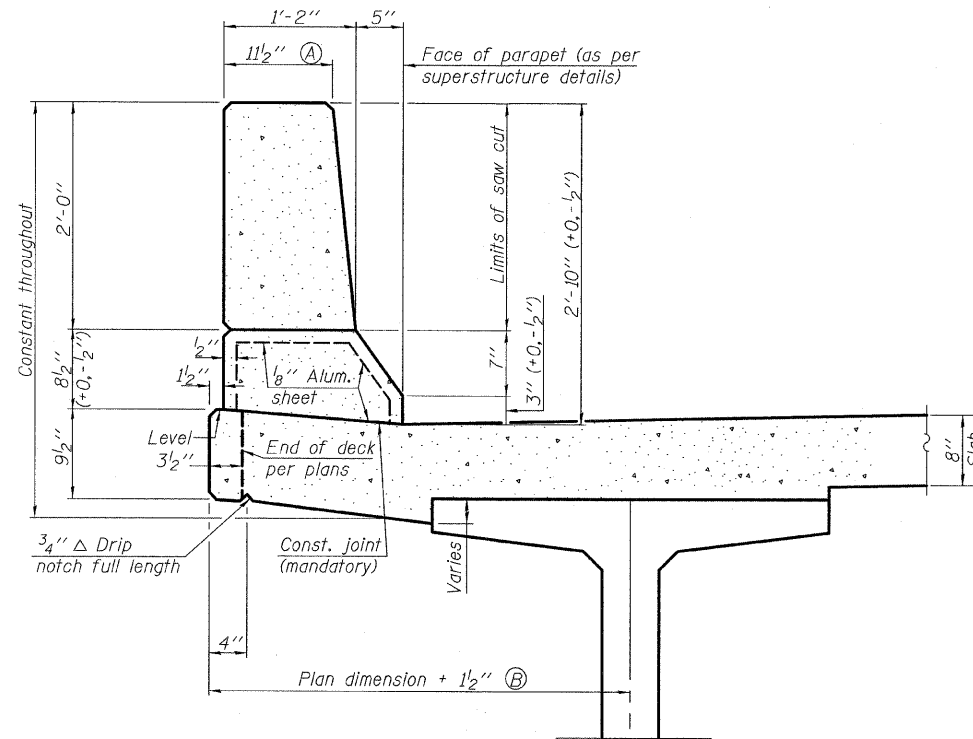 1'-2"
5"
11½" Ⓐ
Face of parapet (as per
superstructure details)
Constant throughout
2'-0"
Limits of saw cut
2'-10" (+0,-½")
8½"
(+0,-½")
½"
1½"
⅛" Alum.
sheet
7"
3" (+0,-½")
9½"
Level
3½"
End of deck
per plans
8"
Slab
¾" △ Drip
notch full length
Const. joint
(mandatory)
Varies
4"
Plan dimension + 1½" Ⓑ